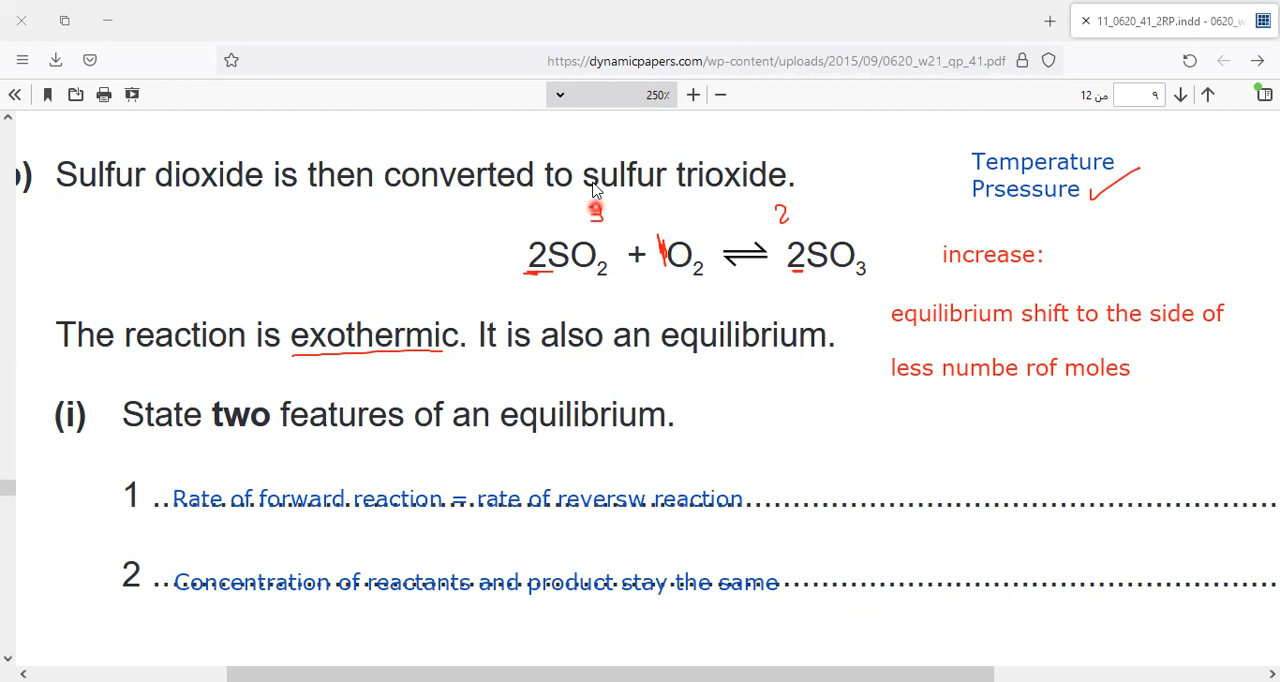 11_0620_41_2RP.indd - 0620_w
https://dynamicpapers.com/wp-content/uploads/2015/09/0620_w21_qp_41.pdf
250٪
٩ من 12
) Sulfur dioxide is then converted to sulfur trioxide.
Temperature
Prsessure
3 2
2SO2 + 1O2 ⇌ 2SO3
increase:
equilibrium shift to the side of
less numbe rof moles
The reaction is exothermic. It is also an equilibrium.
(i) State two features of an equilibrium.
1 Rate of forward reaction = rate of reversw reaction
2 Concentration of reactants and product stay the same